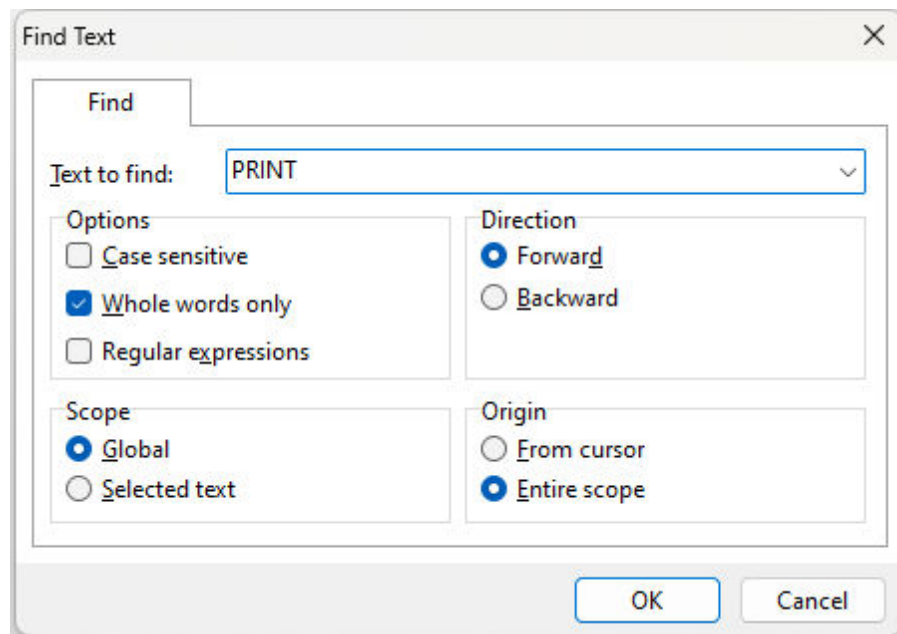 Find Text
Find
Text to find: PRINT
Options
Case sensitive
Whole words only
Regular expressions
Direction
Forward
Backward
Scope
Global
Selected text
Origin
From cursor
Entire scope
OK Cancel